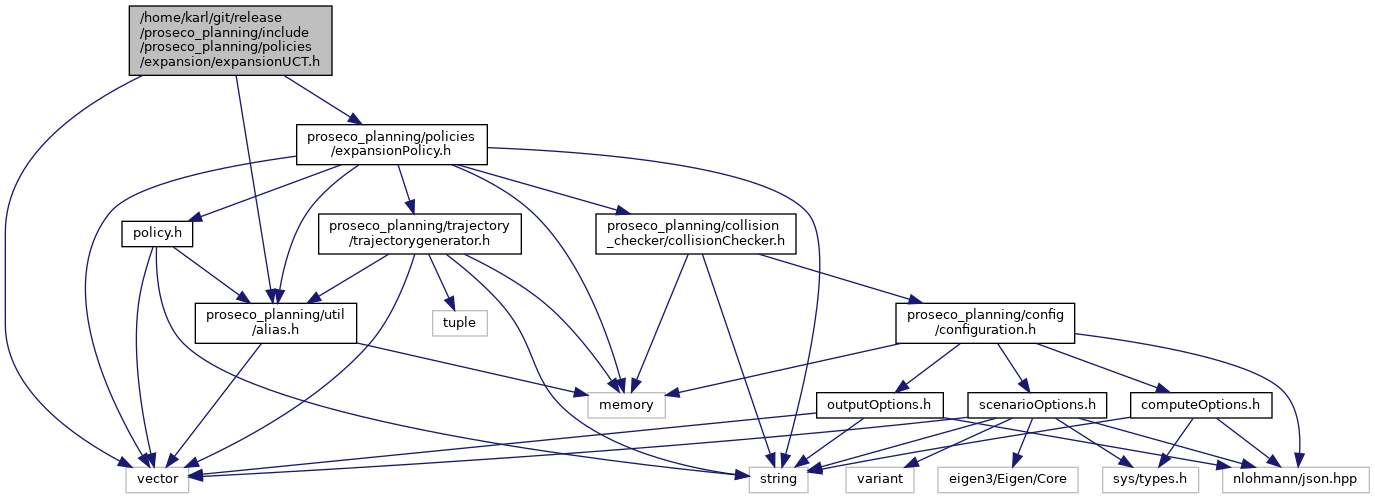 /home/karl/git/release
/proseco_planning/include
/proseco_planning/policies
/expansion/expansionUCT.h
proseco_planning/policies
/expansionPolicy.h
policy.h
proseco_planning/trajectory
/trajectorygenerator.h
proseco_planning/collision
_checker/collisionChecker.h
proseco_planning/util
/alias.h
tuple
proseco_planning/config
/configuration.h
memory
outputOptions.h
scenarioOptions.h
computeOptions.h
vector
string
variant
eigen3/Eigen/Core
sys/types.h
nlohmann/json.hpp